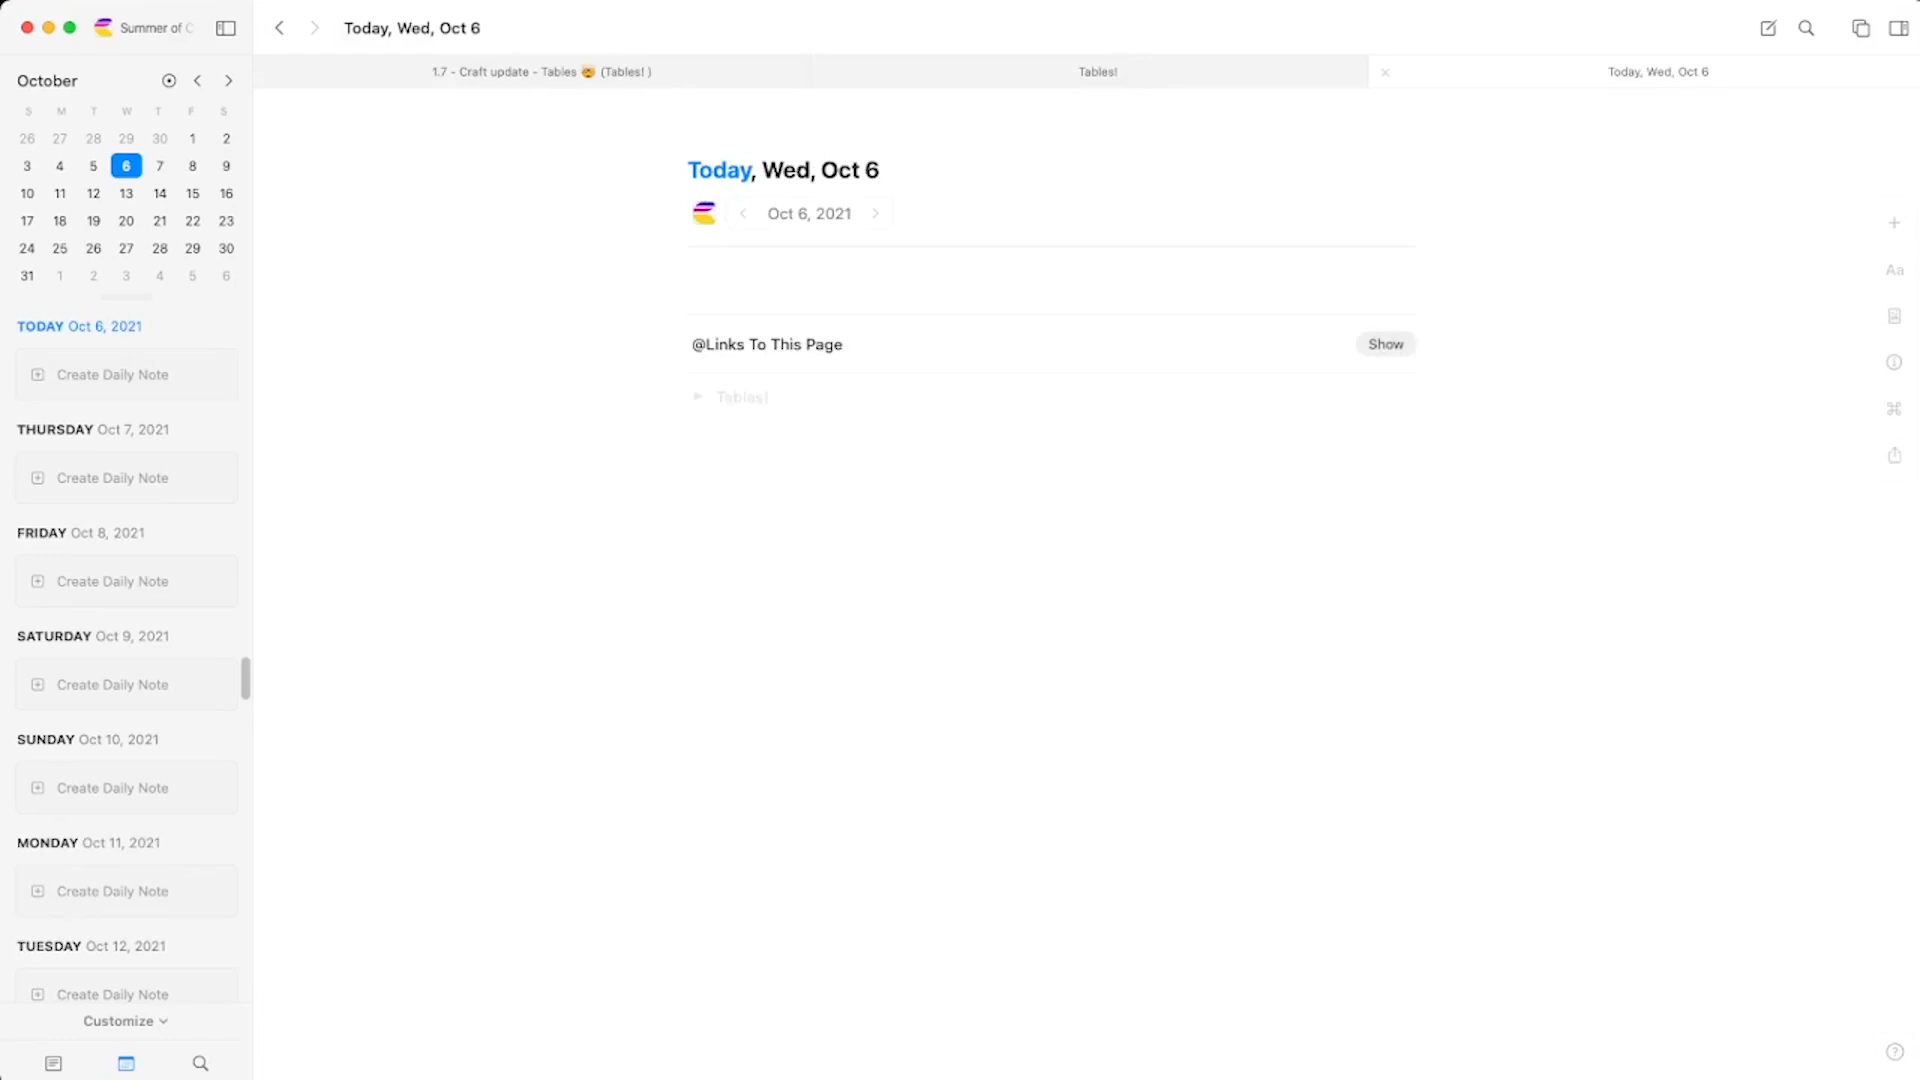 Summer of C
Today, Wed, Oct 6
1.7 - Craft update - Tables 🤯 (Tables! )
Tables!
Today, Wed, Oct 6
October
S M T W T F S
26 27 28 29 30 1 2
3 4 5 6 7 8 9
10 11 12 13 14 15 16
17 18 19 20 21 22 23
24 25 26 27 28 29 30
31 1 2 3 4 5 6
TODAY Oct 6, 2021
Create Daily Note
THURSDAY Oct 7, 2021
Create Daily Note
FRIDAY Oct 8, 2021
Create Daily Note
SATURDAY Oct 9, 2021
Create Daily Note
SUNDAY Oct 10, 2021
Create Daily Note
MONDAY Oct 11, 2021
Create Daily Note
TUESDAY Oct 12, 2021
Create Daily Note
Customize
Today, Wed, Oct 6
Oct 6, 2021
@Links To This Page
Show
Tables!
Aa